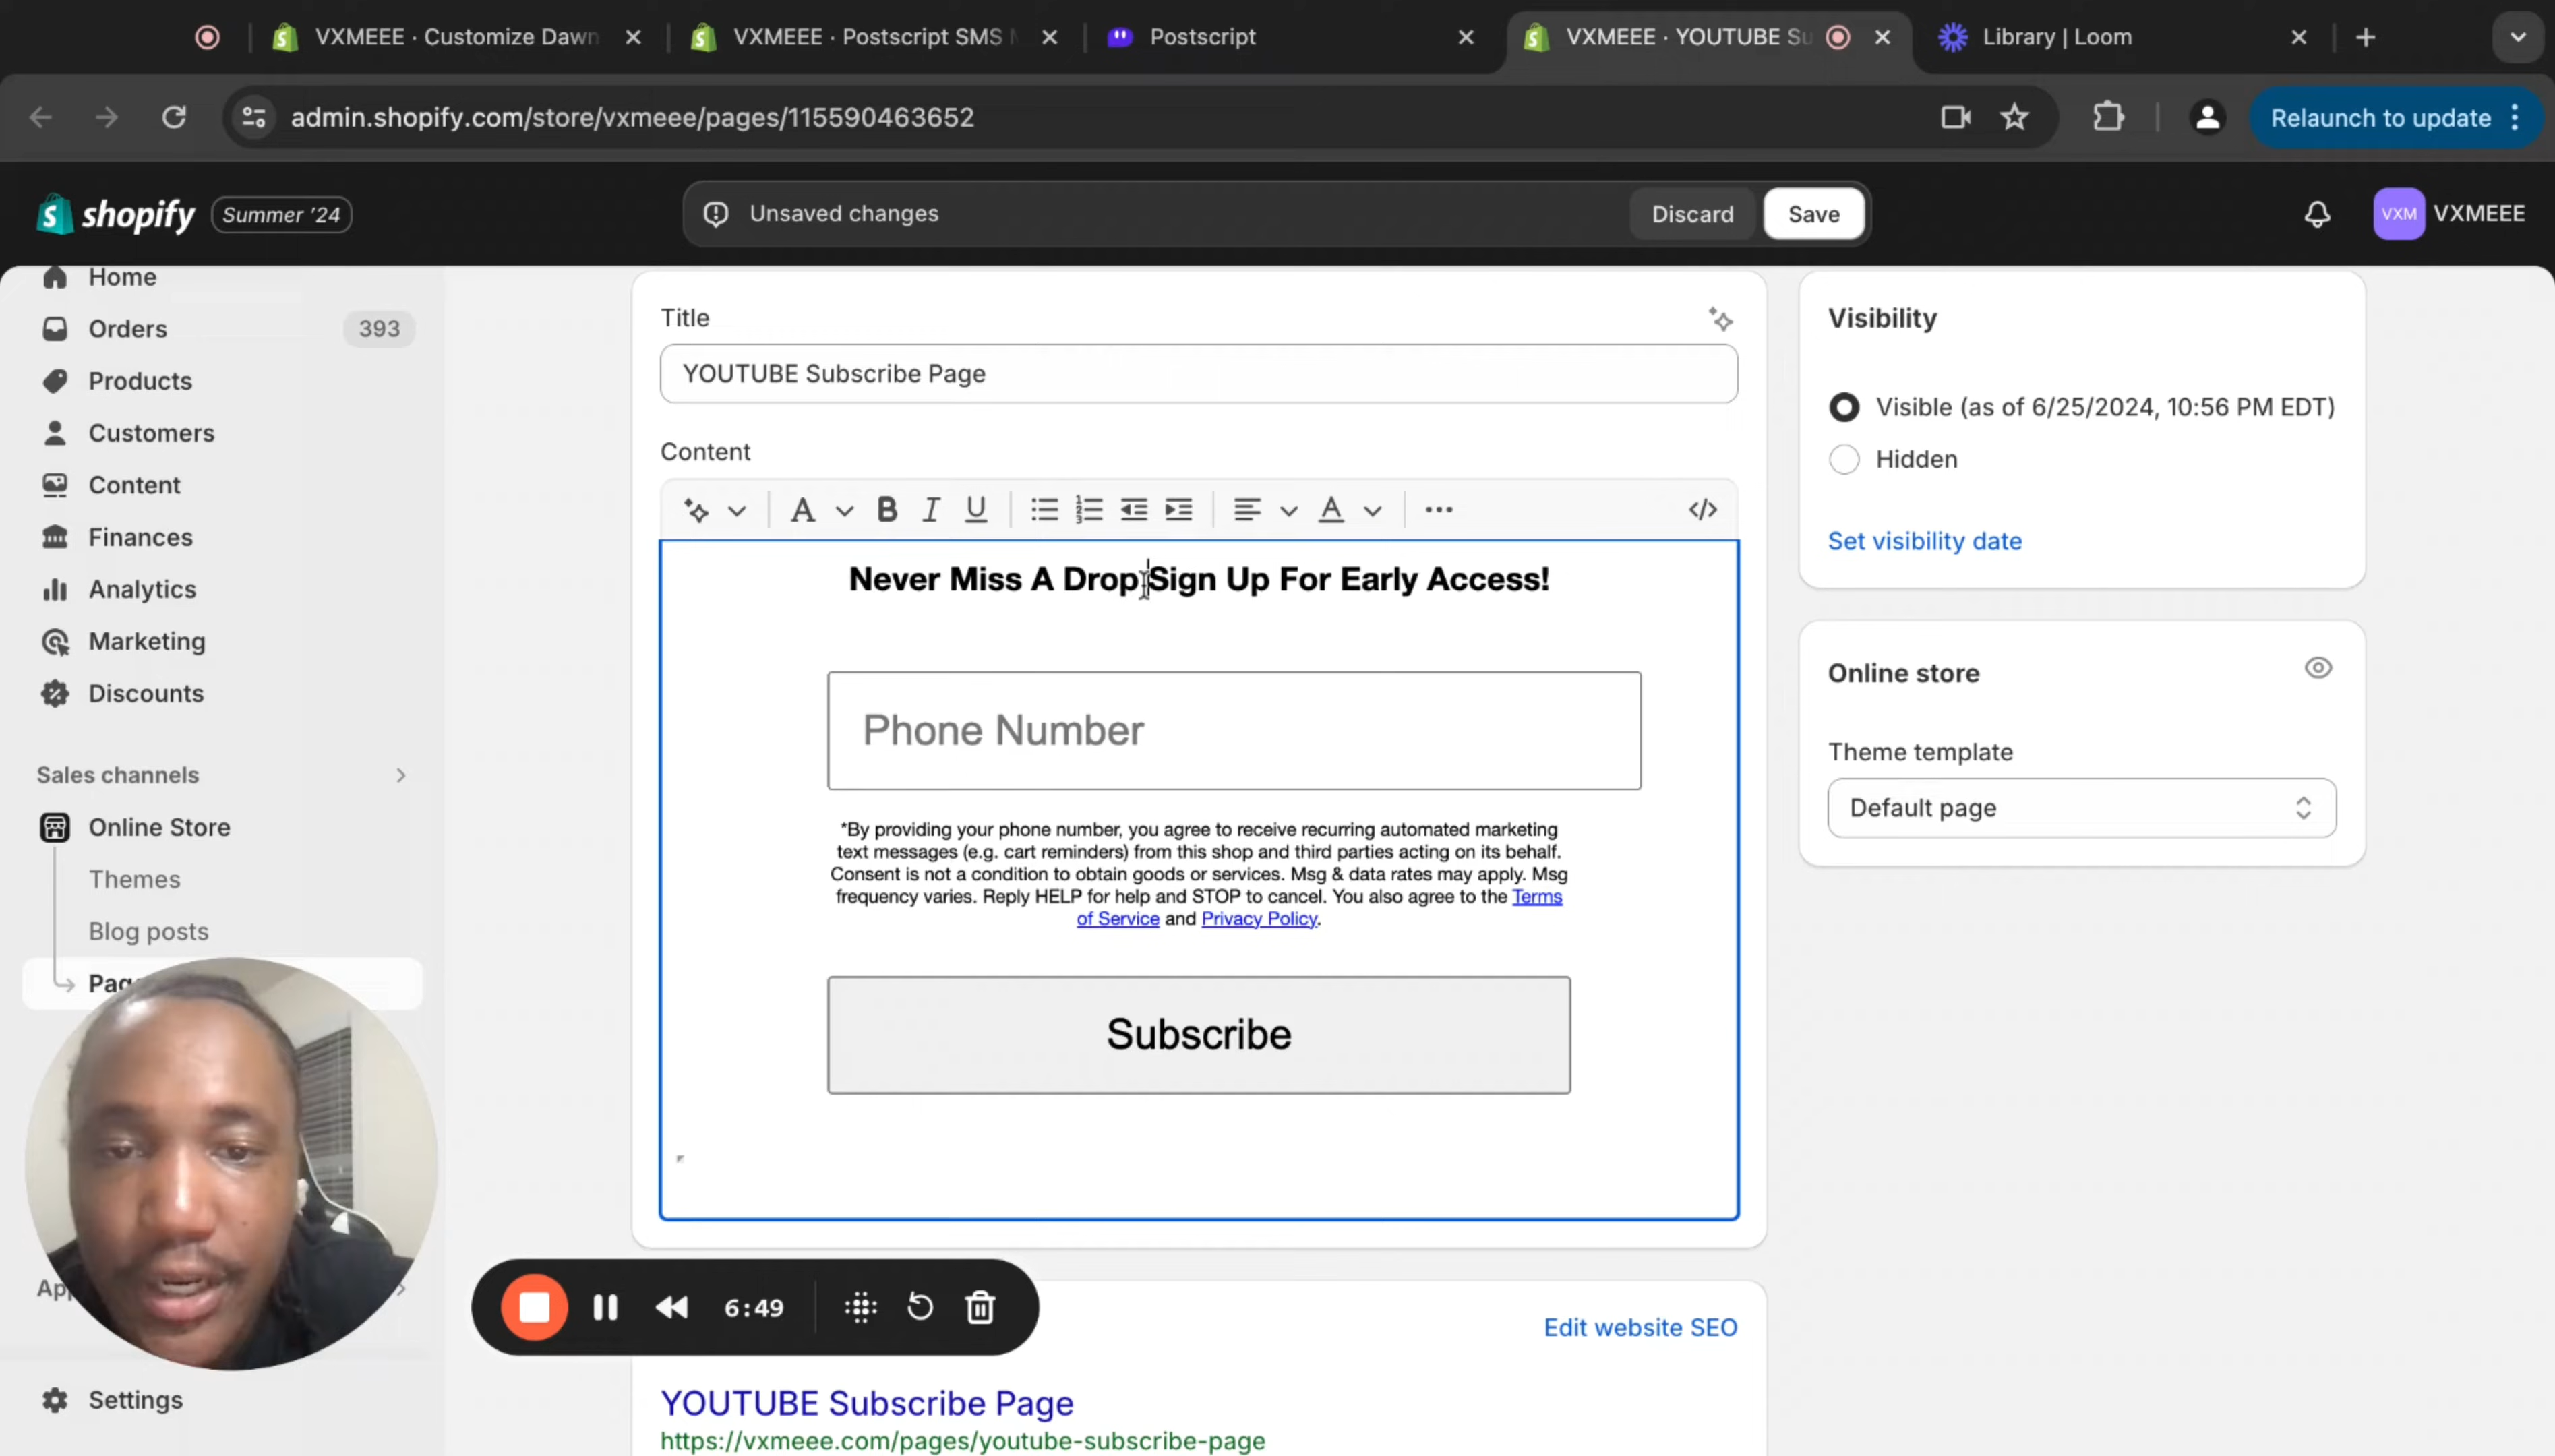 VXMEEE · Customize Dawn
VXMEEE · Postscript SMS
Postscript
VXMEEE · YOUTUBE Su
Library | Loom
admin.shopify.com/store/vxmeee/pages/115590463652
Relaunch to update
shopify
Summer '24
Unsaved changes
Discard
Save
VXM
VXMEEE
Home
Orders
393
Products
Customers
Content
Finances
Analytics
Marketing
Discounts
Sales channels
Online Store
Themes
Blog posts
Settings
Title
YOUTUBE Subscribe Page
Content
Never Miss A Drop Sign Up For Early Access!
Phone Number
*By providing your phone number, you agree to receive recurring automated marketing
text messages (e.g. cart reminders) from this shop and third parties acting on its behalf.
Consent is not a condition to obtain goods or services. Msg & data rates may apply. Msg
frequency varies. Reply HELP for help and STOP to cancel. You also agree to the Terms
of Service and Privacy Policy.
Subscribe
6:49
Edit website SEO
YOUTUBE Subscribe Page
https://vxmeee.com/pages/youtube-subscribe-page
Visibility
Visible (as of 6/25/2024, 10:56 PM EDT)
Hidden
Set visibility date
Online store
Theme template
Default page